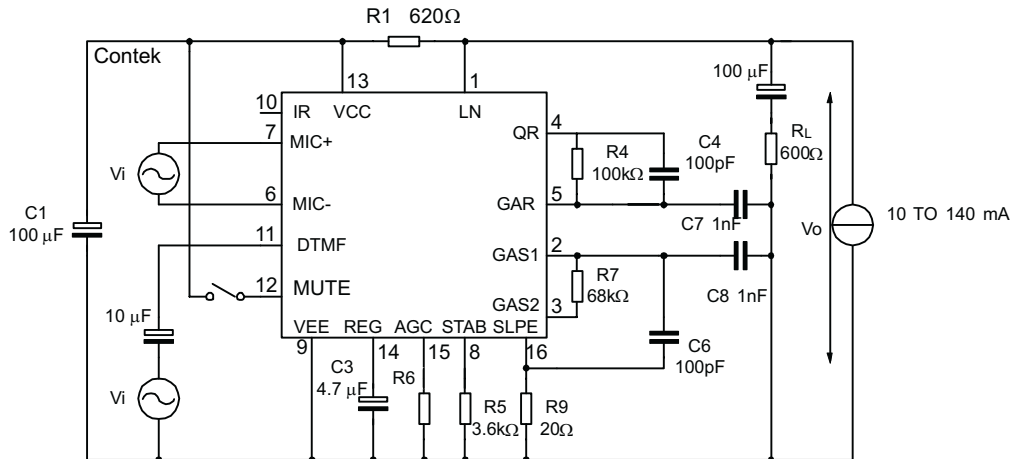 R1 620Ω
Contek
100 µF
13
1
10
IR
VCC
LN
4
7
MIC+
QR
C4
RL
R4
100pF
600Ω
Vi
100kΩ
C1
6
MIC-
5
GAR
100 µF
10 TO 140 mA
C7 1nF
Vo
11
DTMF
2
GAS1
R7
12
MUTE
68kΩ
C8 1nF
10 µF
GAS2
3
VEE
REG
AGC
STAB
SLPE
9
14
15
8
16
C6
100pF
C3
4.7 µF
R6
Vi
R5
3.6kΩ
R9
20Ω